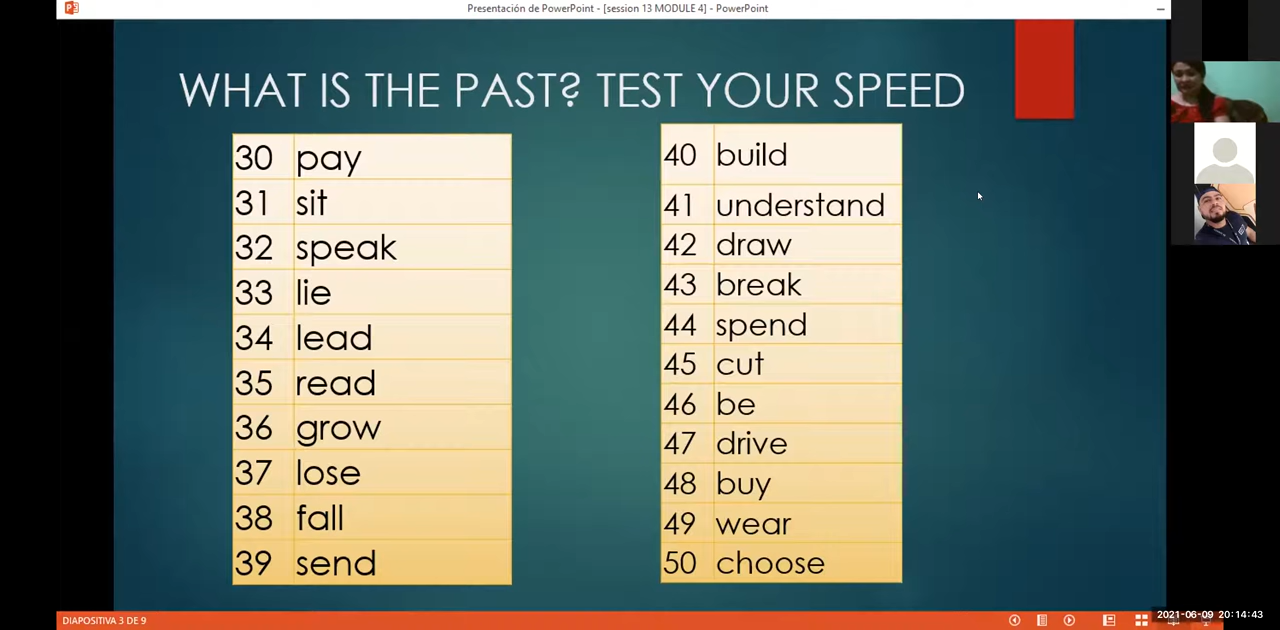 Presentación de PowerPoint - [session 13 MODULE 4] - PowerPoint
WHAT IS THE PAST? TEST YOUR SPEED
30 pay
31 sit
32 speak
33 lie
34 lead
35 read
36 grow
37 lose
38 fall
39 send
40 build
41 understand
42 draw
43 break
44 spend
45 cut
46 be
47 drive
48 buy
49 wear
50 choose
DIAPOSITIVA 3 DE 9
2021-06-09 20:14:43